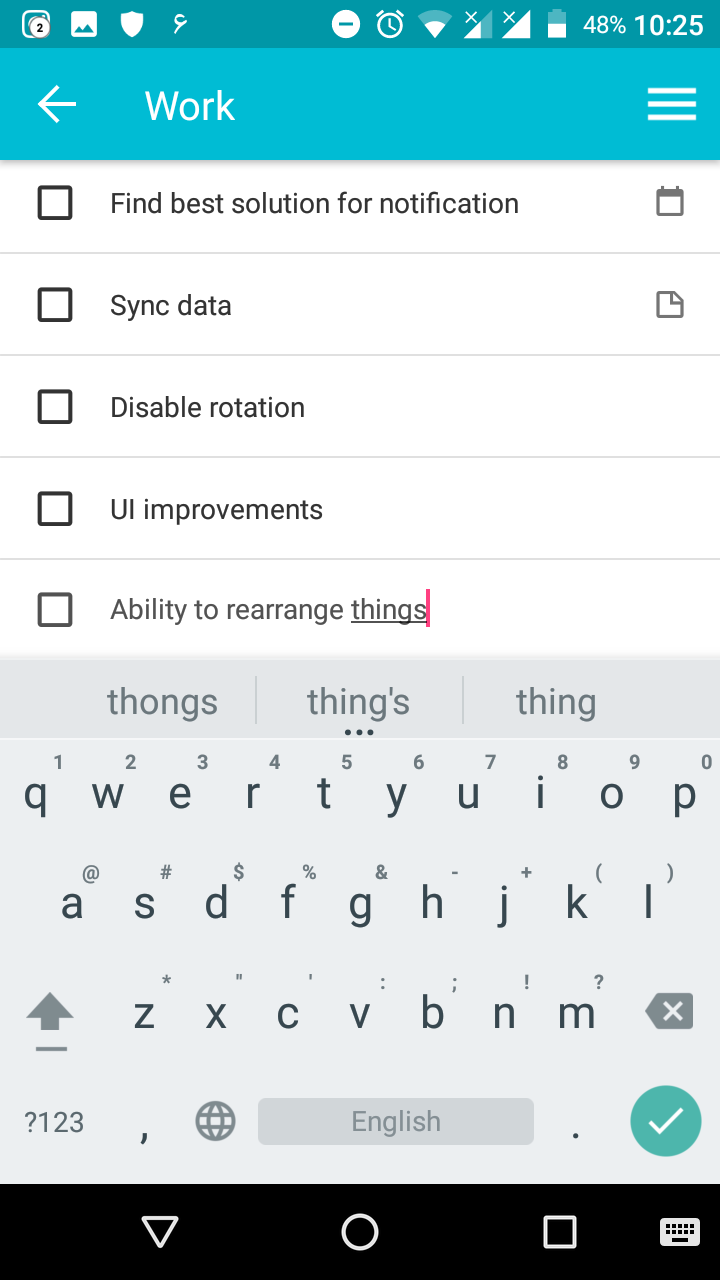 2 ۶ 48% 10:25
Work
Find best solution for notification
Sync data
Disable rotation
UI improvements
Ability to rearrange things
thongs thing's thing
1 2 3 4 5 6 7 8 9 0
q w e r t y u i o p
@ # $ % & - + ( )
a s d f g h j k l
* " ' : ; ! ?
z x c v b n m
?123 , English .